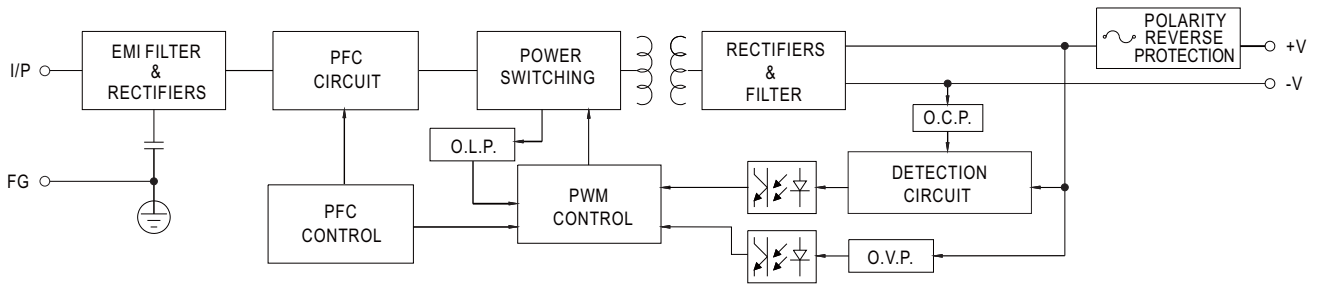 I/P
EMI FILTER
&
RECTIFIERS
PFC
CIRCUIT
POWER
SWITCHING
RECTIFIERS
&
FILTER
POLARITY
REVERSE
PROTECTION
+V
-V
O.C.P.
O.L.P.
DETECTION
CIRCUIT
FG
PFC
CONTROL
PWM
CONTROL
O.V.P.